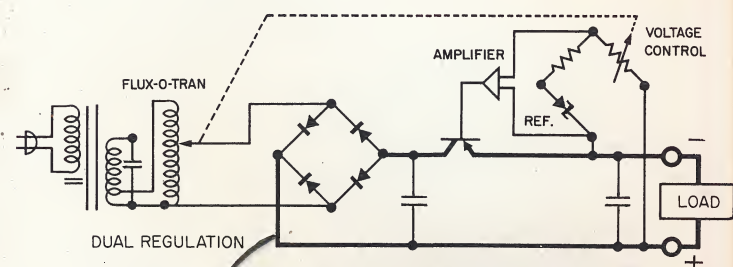 FLUX-O-TRAN
AMPLIFIER
VOLTAGE
CONTROL
REF.
−
LOAD
+
DUAL REGULATION